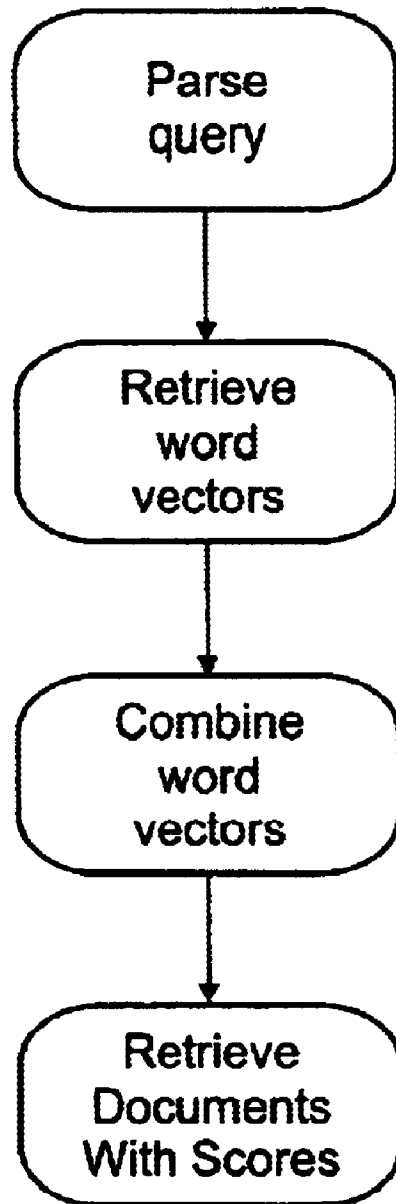 Parse
query
Retrieve
word
vectors
Combine
word
vectors
Retrieve
Documents
With Scores